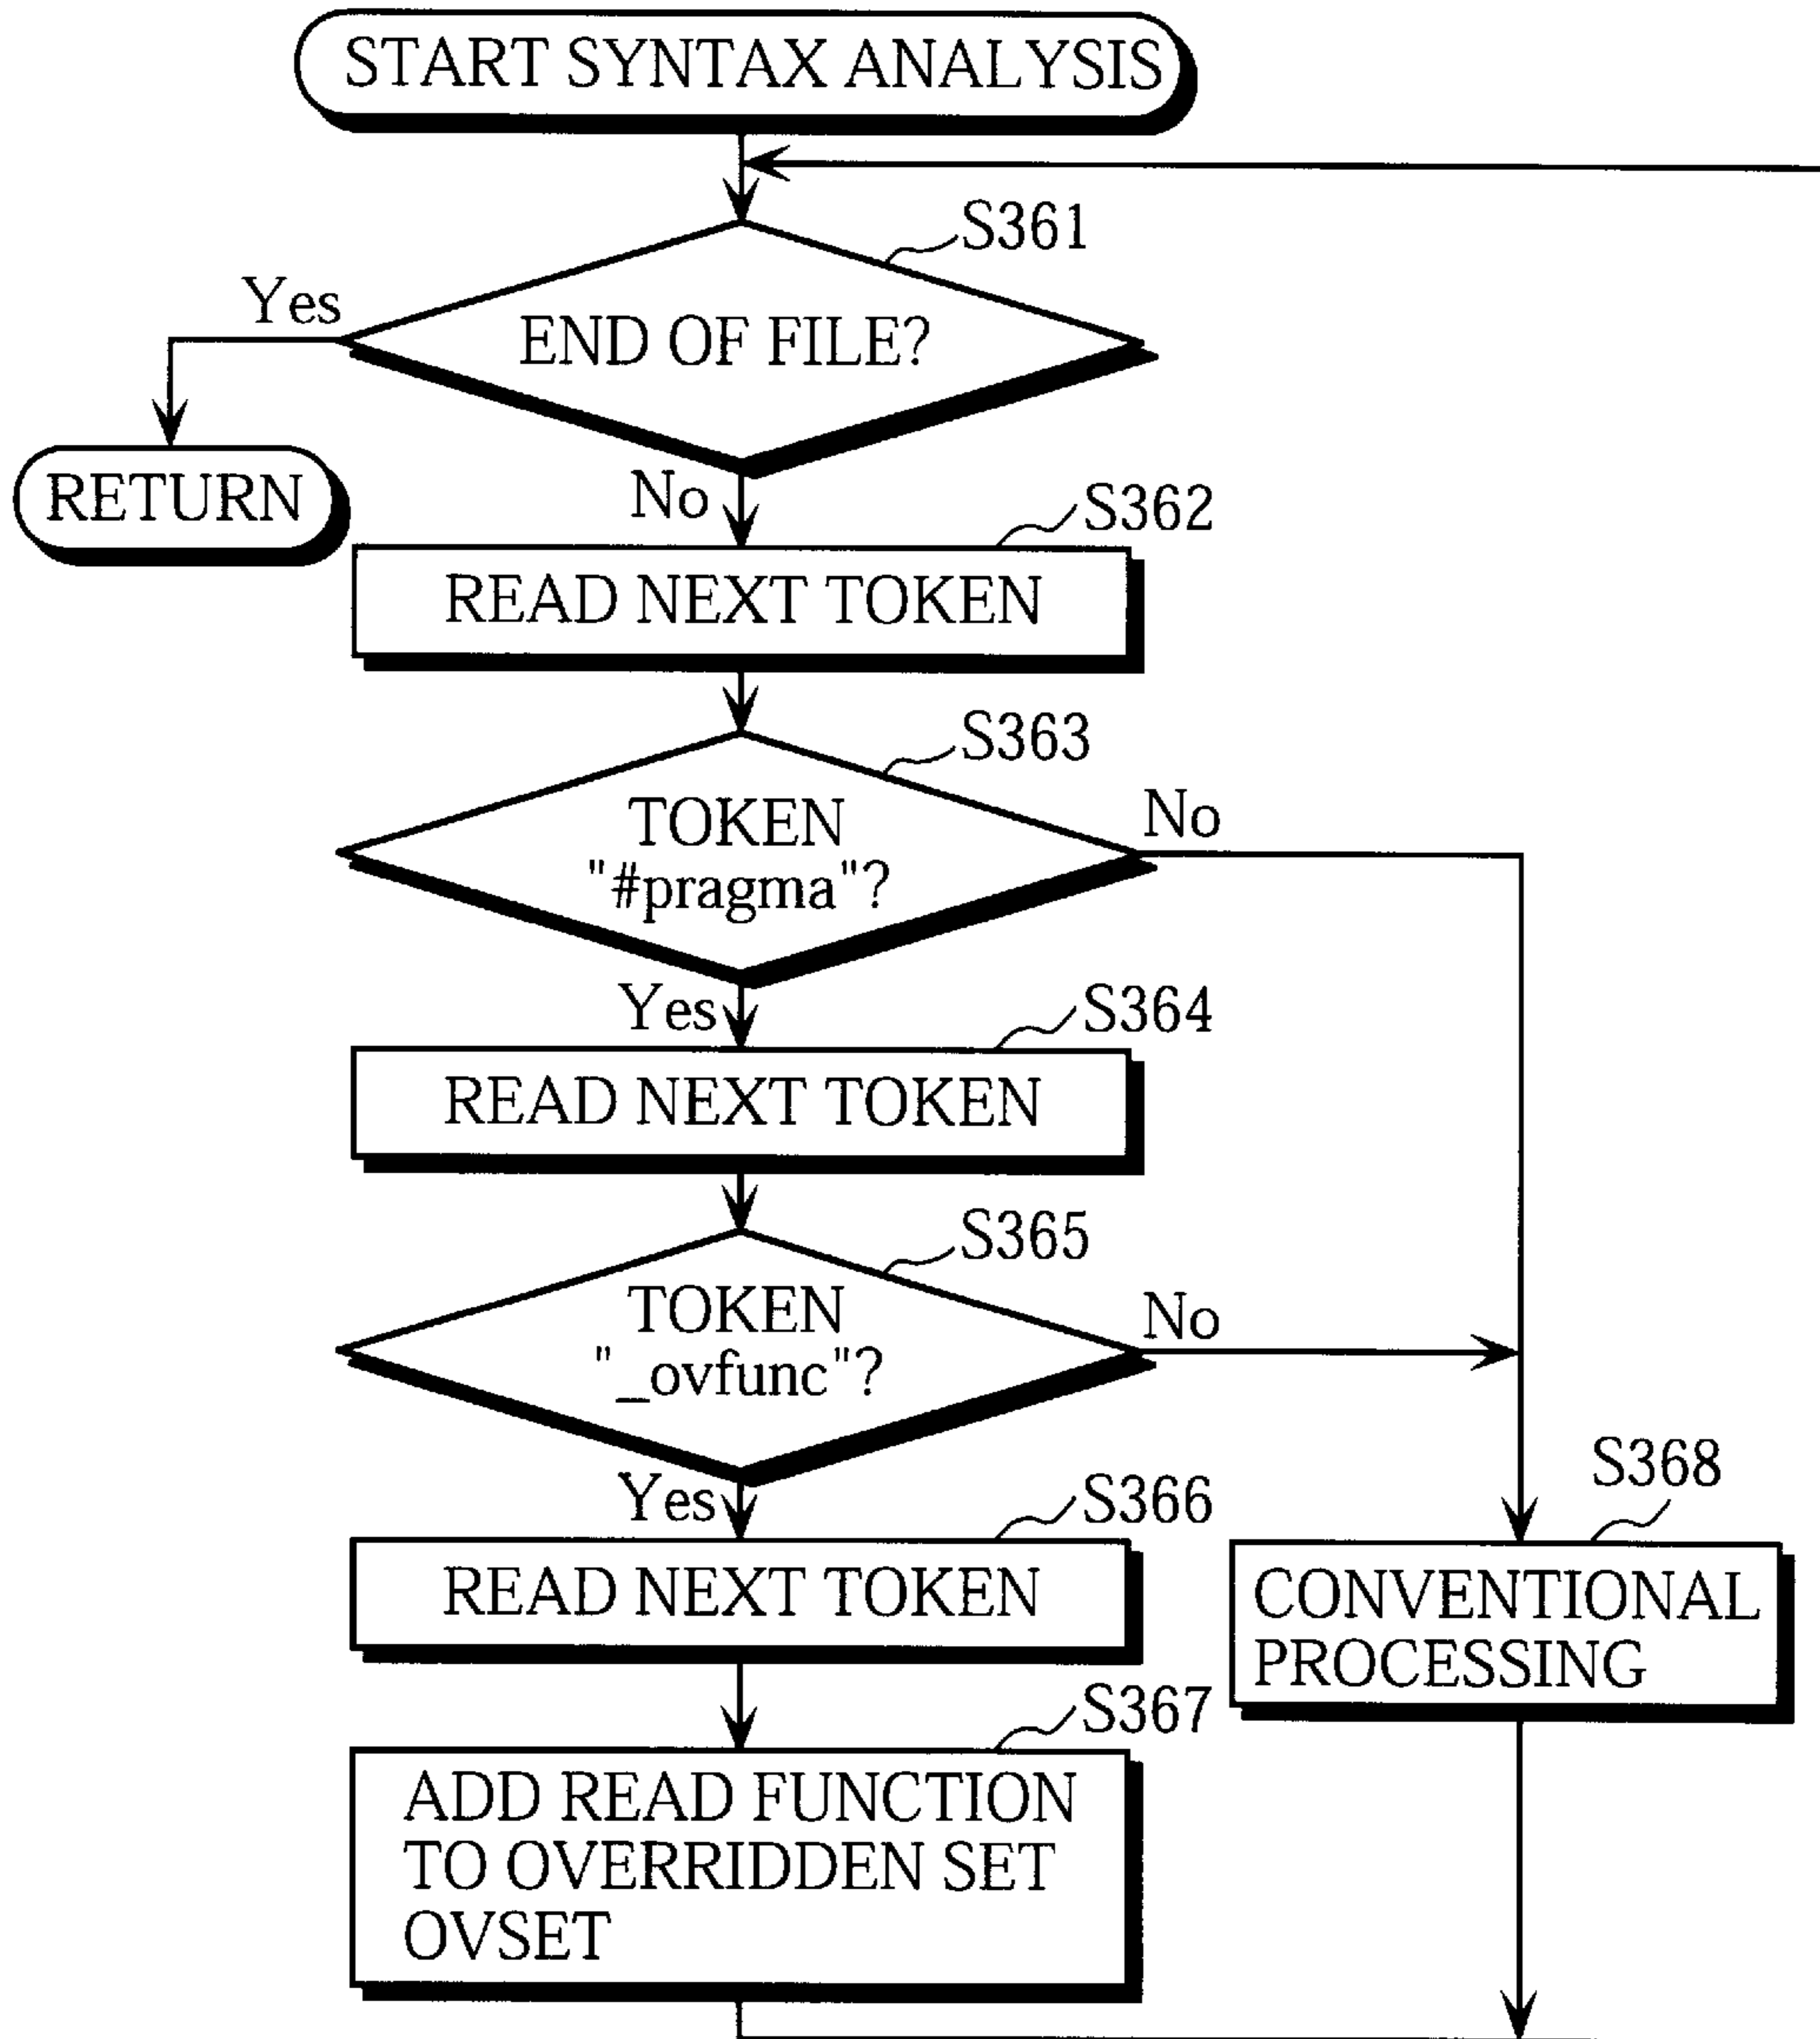 START SYNTAX ANALYSIS
S361
Yes
END OF FILE?
RETURN
No
S362
READ NEXT TOKEN
S363
TOKEN
"#pragma"?
No
Yes
S364
READ NEXT TOKEN
S365
TOKEN
"_ovfunc"?
No
Yes
S366
READ NEXT TOKEN
S368
CONVENTIONAL
PROCESSING
S367
ADD READ FUNCTION
TO OVERRIDDEN SET
OVSET